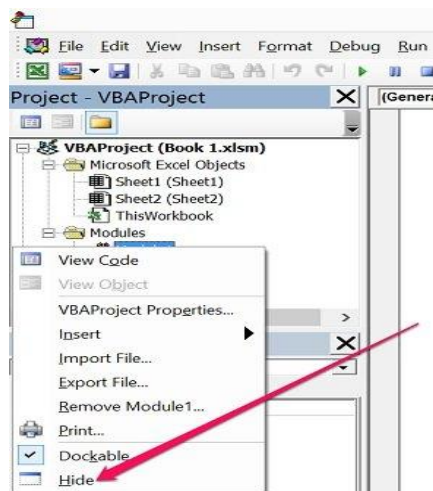 File Edit View Insert Format Debug Run
Project - VBAProject
(Genera
VBAProject (Book 1.xlsm)
Microsoft Excel Objects
Sheet1 (Sheet1)
Sheet2 (Sheet2)
ThisWorkbook
Modules
View Code
View Object
VBAProject Properties...
Insert
Import File...
Export File...
Remove Module1...
Print...
Dockable
Hide